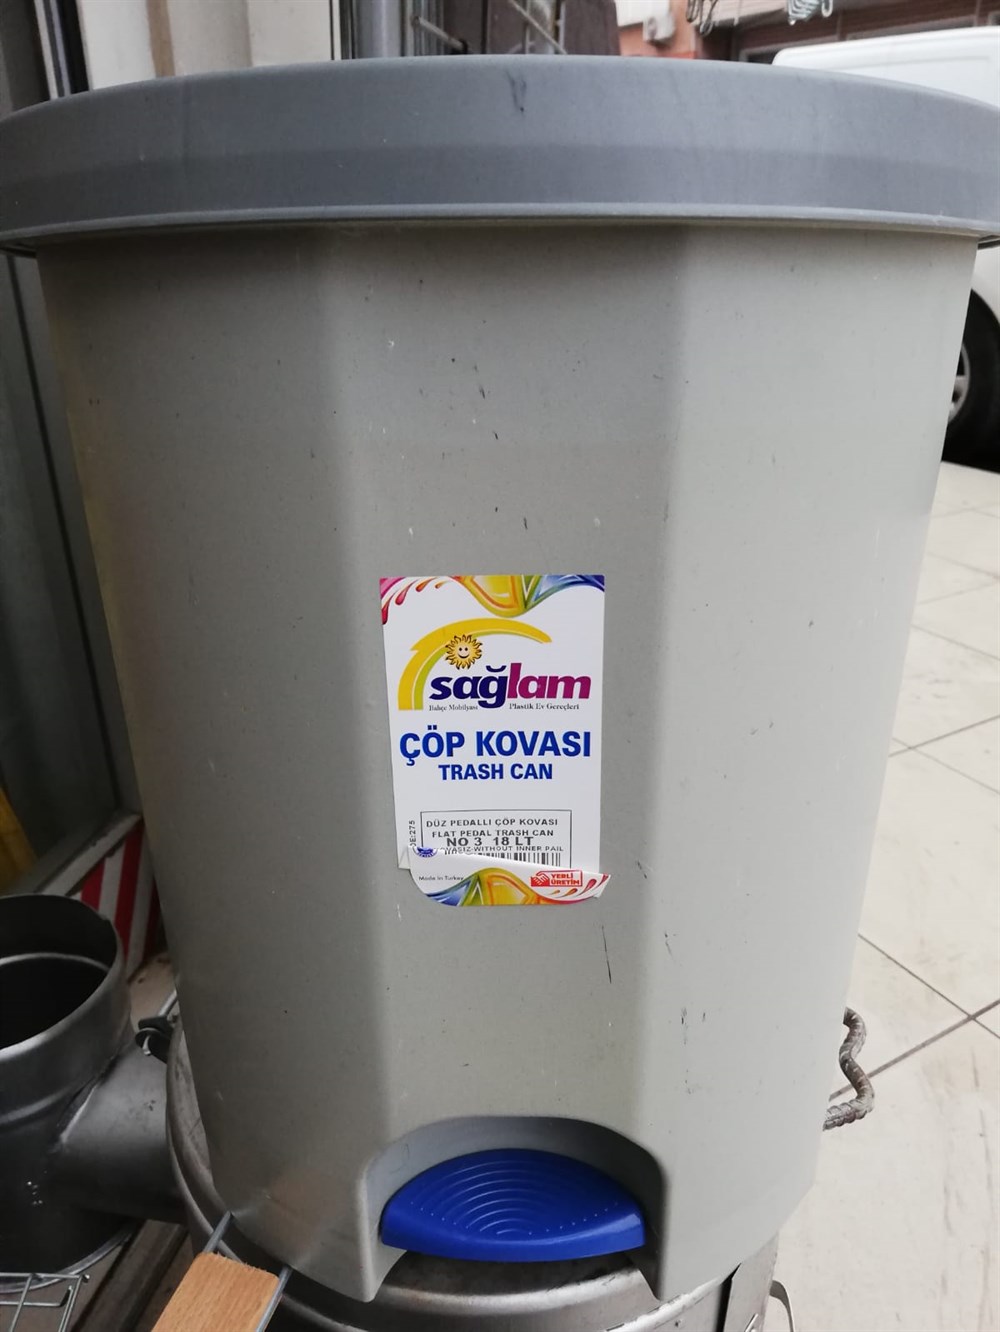 sağlam
Bahçe Mobilyası Plastik Ev Gereçleri
ÇÖP KOVASI
TRASH CAN
DÜZ PEDALLI ÇÖP KOVASI
FLAT PEDAL TRASH CAN
NO 3 18 LT
WITHOUT INNER PAIL
Made in Turkey
YERLİ
ÜRETİM